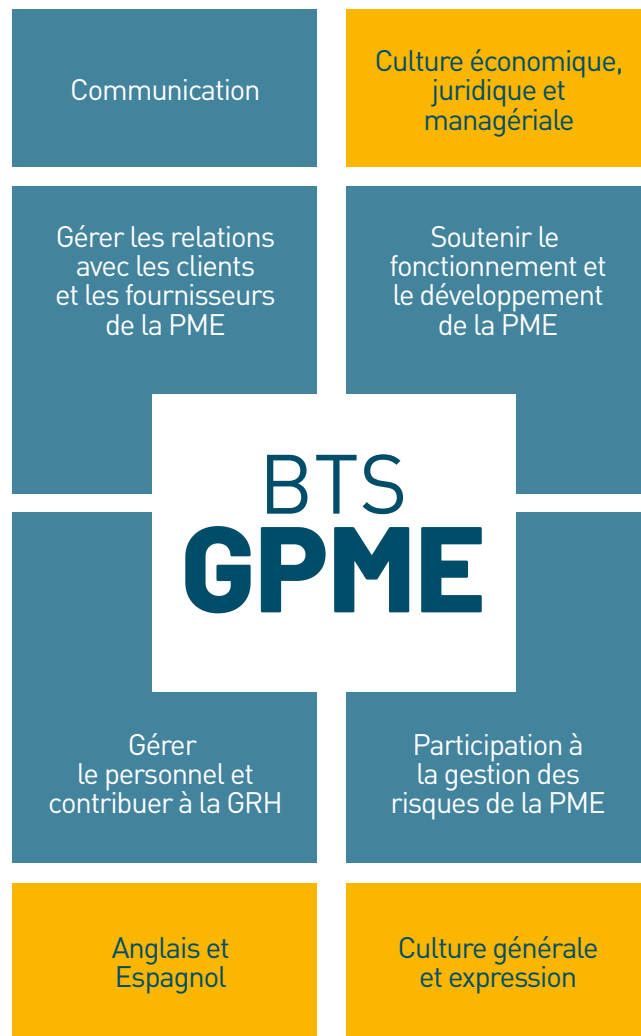 Communication
Culture économique,
juridique et
managériale
Gérer les relations
avec les clients
et les fournisseurs
de la PME
Soutenir le
fonctionnement et
le développement
de la PME
BTS
GPME
Gérer
le personnel et
contribuer à la GRH
Participation à
la gestion des
risques de la PME
Anglais et
Espagnol
Culture générale
et expression